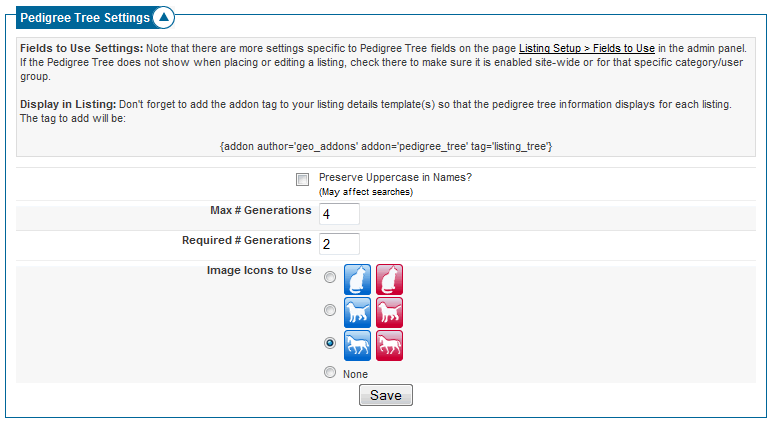 Pedigree Tree Settings
Fields to Use Settings: Note that there are more settings specific to Pedigree Tree fields on the page Listing Setup > Fields to Use in the admin panel.
If the Pedigree Tree does not show when placing or editing a listing, check there to make sure it is enabled site-wide or for that specific category/user
group.
Display in Listing: Don't forget to add the addon tag to your listing details template(s) so that the pedigree tree information displays for each listing.
The tag to add will be:
{addon author='geo_addons' addon='pedigree_tree' tag='listing_tree'}
Preserve Uppercase in Names?
(May affect searches)
Max # Generations 4
Required # Generations 2
Image Icons to Use
None
Save